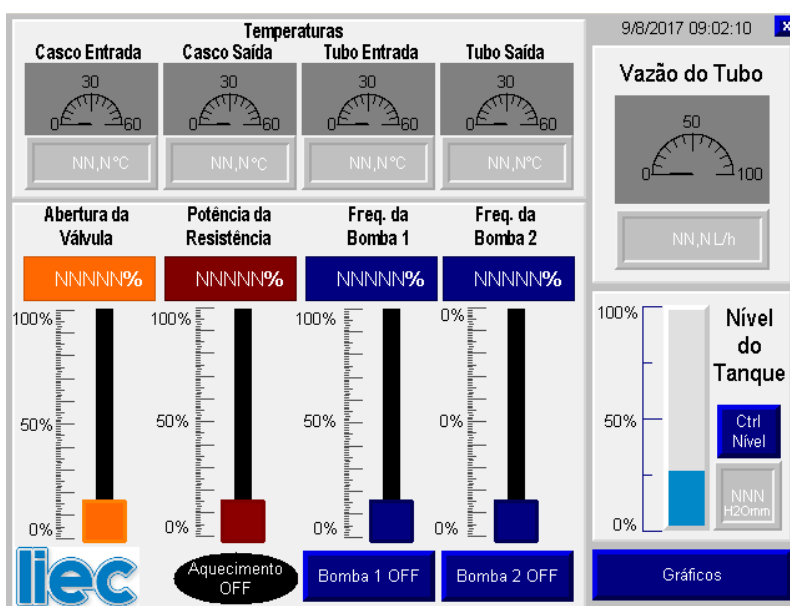 Temperaturas
9/8/2017 09:02:10
x
Casco Entrada
Casco Saída
Tubo Entrada
Tubo Saída
30
0
60
NN,N°C
30
0
60
NN,N°C
30
0
60
NN,N°C
30
0
60
NN,N°C
Vazão do Tubo
50
0
100
NN,N L/h
Abertura da
Válvula
NNNNN%
100%
50%
0%
Potência da
Resistência
NNNNN%
100%
50%
0%
Aquecimento
OFF
Freq. da
Bomba 1
NNNNN%
100%
50%
0%
Bomba 1 OFF
Freq. da
Bomba 2
NNNNN%
0%
0%
0%
Bomba 2 OFF
100%
50%
0%
Nível
do
Tanque
Ctrl
Nível
NNN
H2Omm
liec
Gráficos